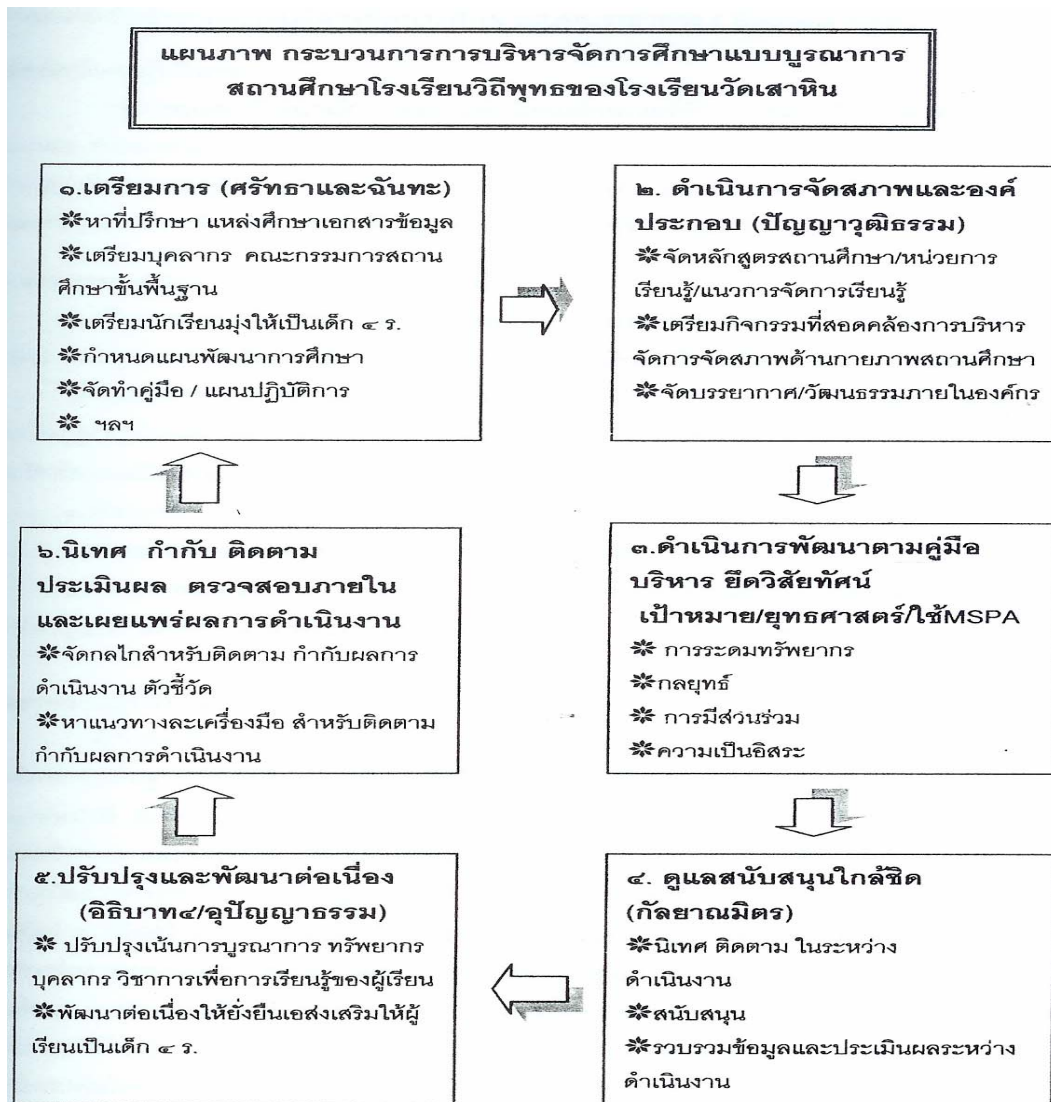 แผนภาพ กระบวนการการบริหารจัดการศึกษาแบบบูรณาการ
สถานศึกษาโรงเรียนวิถีพุทธของโรงเรียนวัดเสาหิน
๑.เตรียมการ (ศรัทธาและฉันทะ)
❊หาที่ปรึกษา แหล่งศึกษาเอกสารข้อมูล
❊เตรียมบุคลากร คณะกรรมการสถาน
ศึกษาขั้นพื้นฐาน
❊เตรียมนักเรียนมุ่งให้เป็นเด็ก ๔ ร.
❊กำหนดแผนพัฒนาการศึกษา
❊จัดทำคู่มือ / แผนปฏิบัติการ
❊ ฯลฯ
๒. ดำเนินการจัดสภาพและองค์
ประกอบ (ปัญญาวุฒิธรรม)
❊จัดหลักสูตรสถานศึกษา/หน่วยการ
เรียนรู้/แนวการจัดการเรียนรู้
❊เตรียมกิจกรรมที่สอดคล้องการบริหาร
จัดการจัดสภาพด้านกายภาพสถานศึกษา
❊จัดบรรยากาศ/วัฒนธรรมภายในองค์กร
๓.ดำเนินการพัฒนาตามคู่มือ
บริหาร ยึดวิสัยทัศน์
เป้าหมาย/ยุทธศาสตร์/ใช้MSPA
❊ การระดมทรัพยากร
❊กลยุทธ์
❊ การมีส่วนร่วม
❊ความเป็นอิสระ
๔. ดูแลสนับสนุนใกล้ชิด
(กัลยาณมิตร)
❊นิเทศ ติดตาม ในระหว่าง
ดำเนินงาน
❊สนับสนุน
❊รวบรวมข้อมูลและประเมินผลระหว่าง
ดำเนินงาน
๕.ปรับปรุงและพัฒนาต่อเนื่อง
(อิธิบาท๔/อุปัญญาธรรม)
❊ ปรับปรุงเน้นการบูรณาการ ทรัพยากร
บุคลากร วิชาการเพื่อการเรียนรู้ของผู้เรียน
❊พัฒนาต่อเนื่องให้ยั่งยืนเอส่งเสริมให้ผู้
เรียนเป็นเด็ก ๔ ร.
๖.นิเทศ กำกับ ติดตาม
ประเมินผล ตรวจสอบภายใน
และเผยแพร่ผลการดำเนินงาน
❊จัดกลไกสำหรับติดตาม กำกับผลการ
ดำเนินงาน ตัวชี้วัด
❊หาแนวทางละเครื่องมือ สำหรับติดตาม
กำกับผลการดำเนินงาน